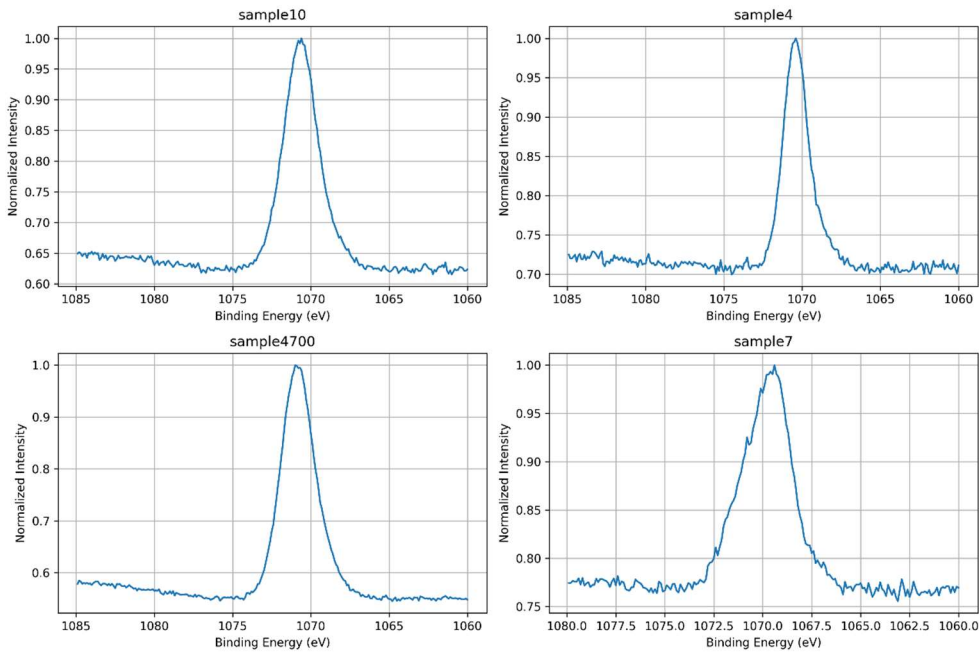 sample10
1.00
0.95
0.90
0.85
0.80
0.75
0.70
0.65
0.60
Normalized Intensity
1085 1080 1075 1070 1065 1060
Binding Energy (eV)
sample4
1.00
0.95
0.90
0.85
0.80
0.75
0.70
Normalized Intensity
1085 1080 1075 1070 1065 1060
Binding Energy (eV)
sample4700
1.0
0.9
0.8
0.7
0.6
Normalized Intensity
1085 1080 1075 1070 1065 1060
Binding Energy (eV)
sample7
1.00
0.95
0.90
0.85
0.80
0.75
Normalized Intensity
1080.0 1077.5 1075.0 1072.5 1070.0 1067.5 1065.0 1062.5 1060.0
Binding Energy (eV)